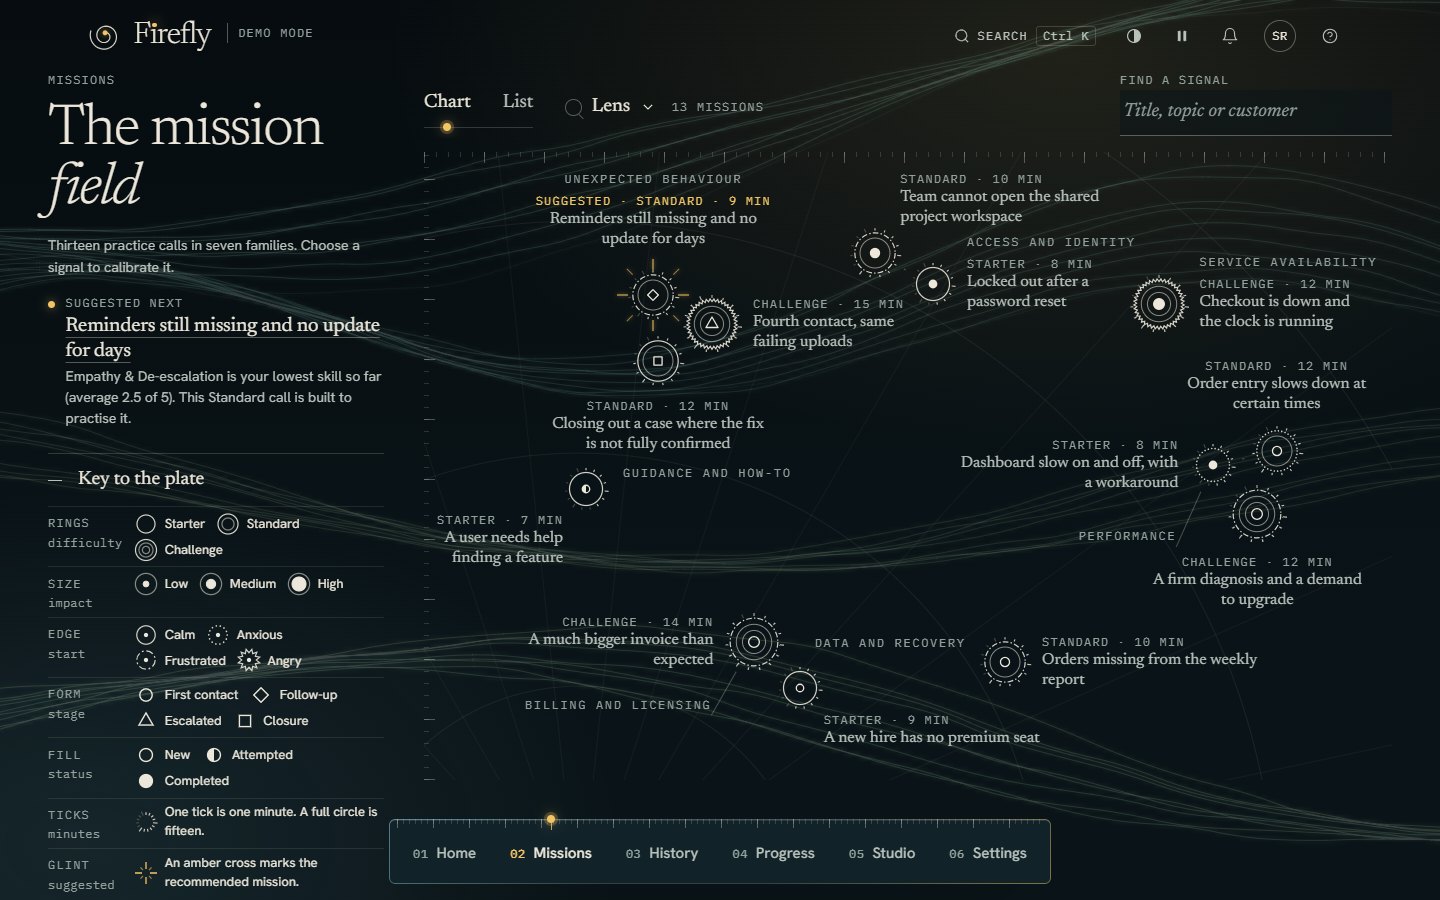 Firefly
DEMO MODE
SEARCH Ctrl K
SR
MISSIONS
The mission
field
Thirteen practice calls in seven families. Choose a
signal to calibrate it.
SUGGESTED NEXT
Reminders still missing and no update
for days
Empathy & De-escalation is your lowest skill so far
(average 2.5 of 5). This Standard call is built to
practise it.
Key to the plate
RINGS
difficulty
Starter
Standard
Challenge
SIZE
impact
Low
Medium
High
EDGE
start
Calm
Anxious
Frustrated
Angry
FORM
stage
First contact
Follow-up
Escalated
Closure
FILL
status
New
Attempted
Completed
TICKS
minutes
One tick is one minute. A full circle is
fifteen.
GLINT
suggested
An amber cross marks the
recommended mission.
Chart
List
Lens
13 MISSIONS
FIND A SIGNAL
Title, topic or customer
UNEXPECTED BEHAVIOUR
SUGGESTED · STANDARD · 9 MIN
Reminders still missing and no
update for days
CHALLENGE · 15 MIN
Fourth contact, same
failing uploads
STANDARD · 12 MIN
Closing out a case where the fix
is not fully confirmed
STANDARD · 10 MIN
Team cannot open the shared
project workspace
ACCESS AND IDENTITY
STARTER · 8 MIN
Locked out after a
password reset
SERVICE AVAILABILITY
CHALLENGE · 12 MIN
Checkout is down and
the clock is running
STANDARD · 12 MIN
Order entry slows down at
certain times
STARTER · 8 MIN
Dashboard slow on and off, with
a workaround
PERFORMANCE
CHALLENGE · 12 MIN
A firm diagnosis and a demand
to upgrade
GUIDANCE AND HOW-TO
STARTER · 7 MIN
A user needs help
finding a feature
CHALLENGE · 14 MIN
A much bigger invoice than
expected
BILLING AND LICENSING
STARTER · 9 MIN
A new hire has no premium seat
DATA AND RECOVERY
STANDARD · 10 MIN
Orders missing from the weekly
report
01 Home
02 Missions
03 History
04 Progress
05 Studio
06 Settings